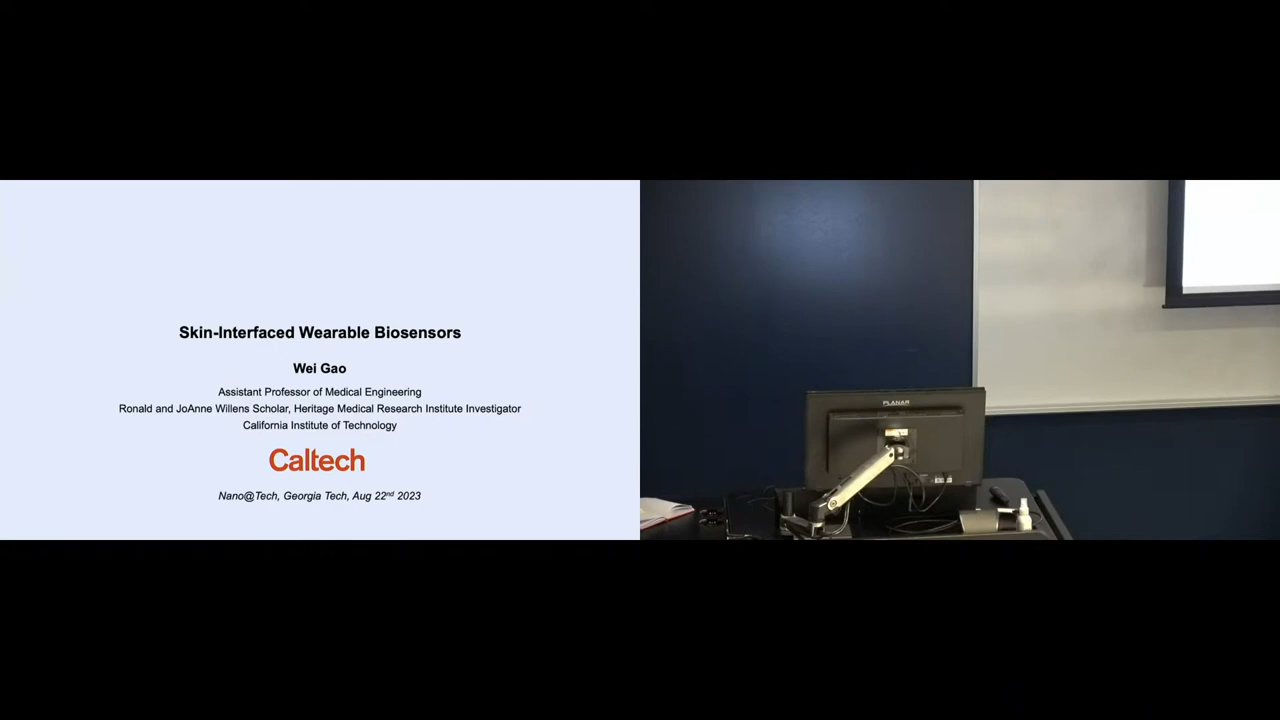 Skin-Interfaced Wearable Biosensors
Wei Gao
Assistant Professor of Medical Engineering
Ronald and JoAnne Willens Scholar, Heritage Medical Research Institute Investigator
California Institute of Technology
Caltech
Nano@Tech, Georgia Tech, Aug 22nd 2023
PLANAR